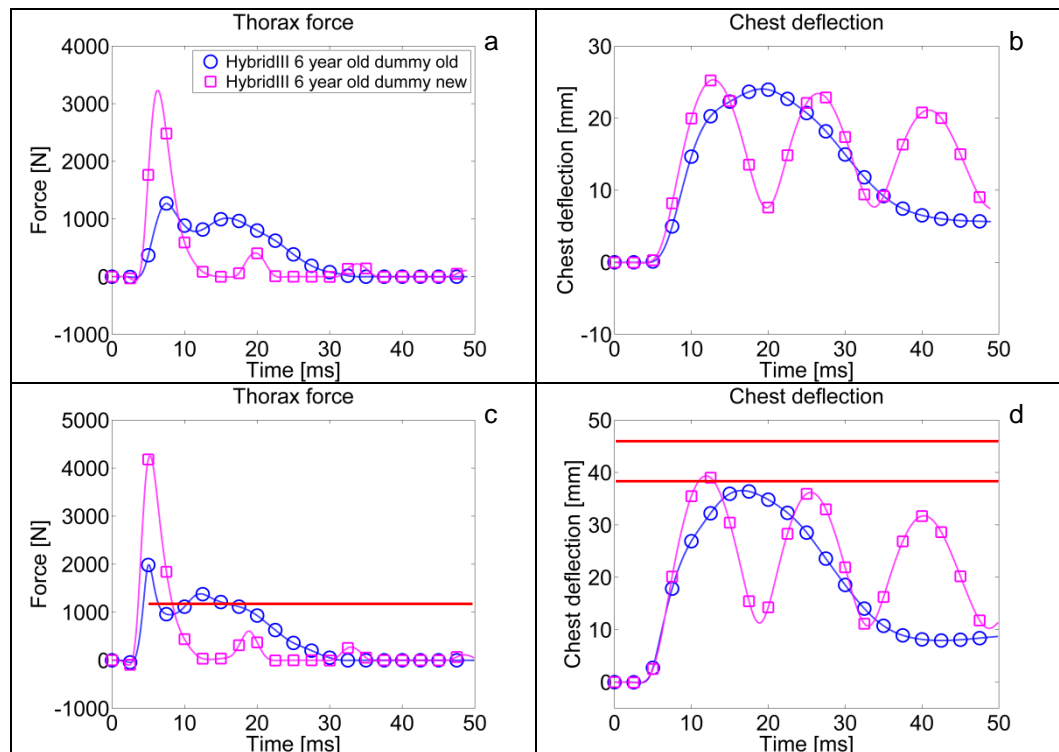 Thorax force
a
4000
3000
2000
1000
0
-1000
Force [N]
HybridIII 6 year old dummy old
HybridIII 6 year old dummy new
0 10 20 30 40 50
Time [ms]
Chest deflection
b
30
20
10
0
-10
Chest deflection [mm]
0 10 20 30 40 50
Time [ms]
Thorax force
c
5000
4000
3000
2000
1000
0
-1000
Force [N]
0 10 20 30 40 50
Time [ms]
Chest deflection
d
50
40
30
20
10
0
Chest deflection [mm]
0 10 20 30 40 50
Time [ms]